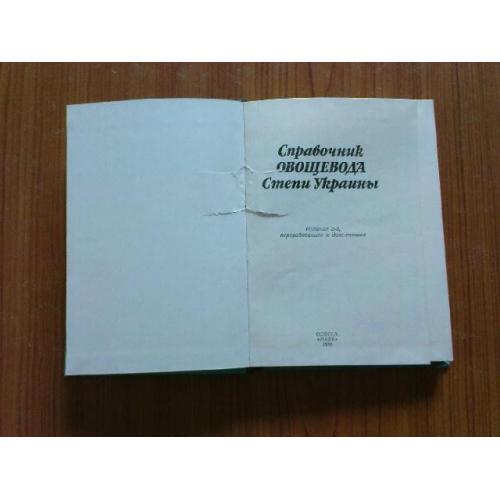 Справочник
ОВОЩЕВОДА
Степи Украины
Издание 2-е,
переработанное и дополненное
ОДЕССА
«МАЯК»